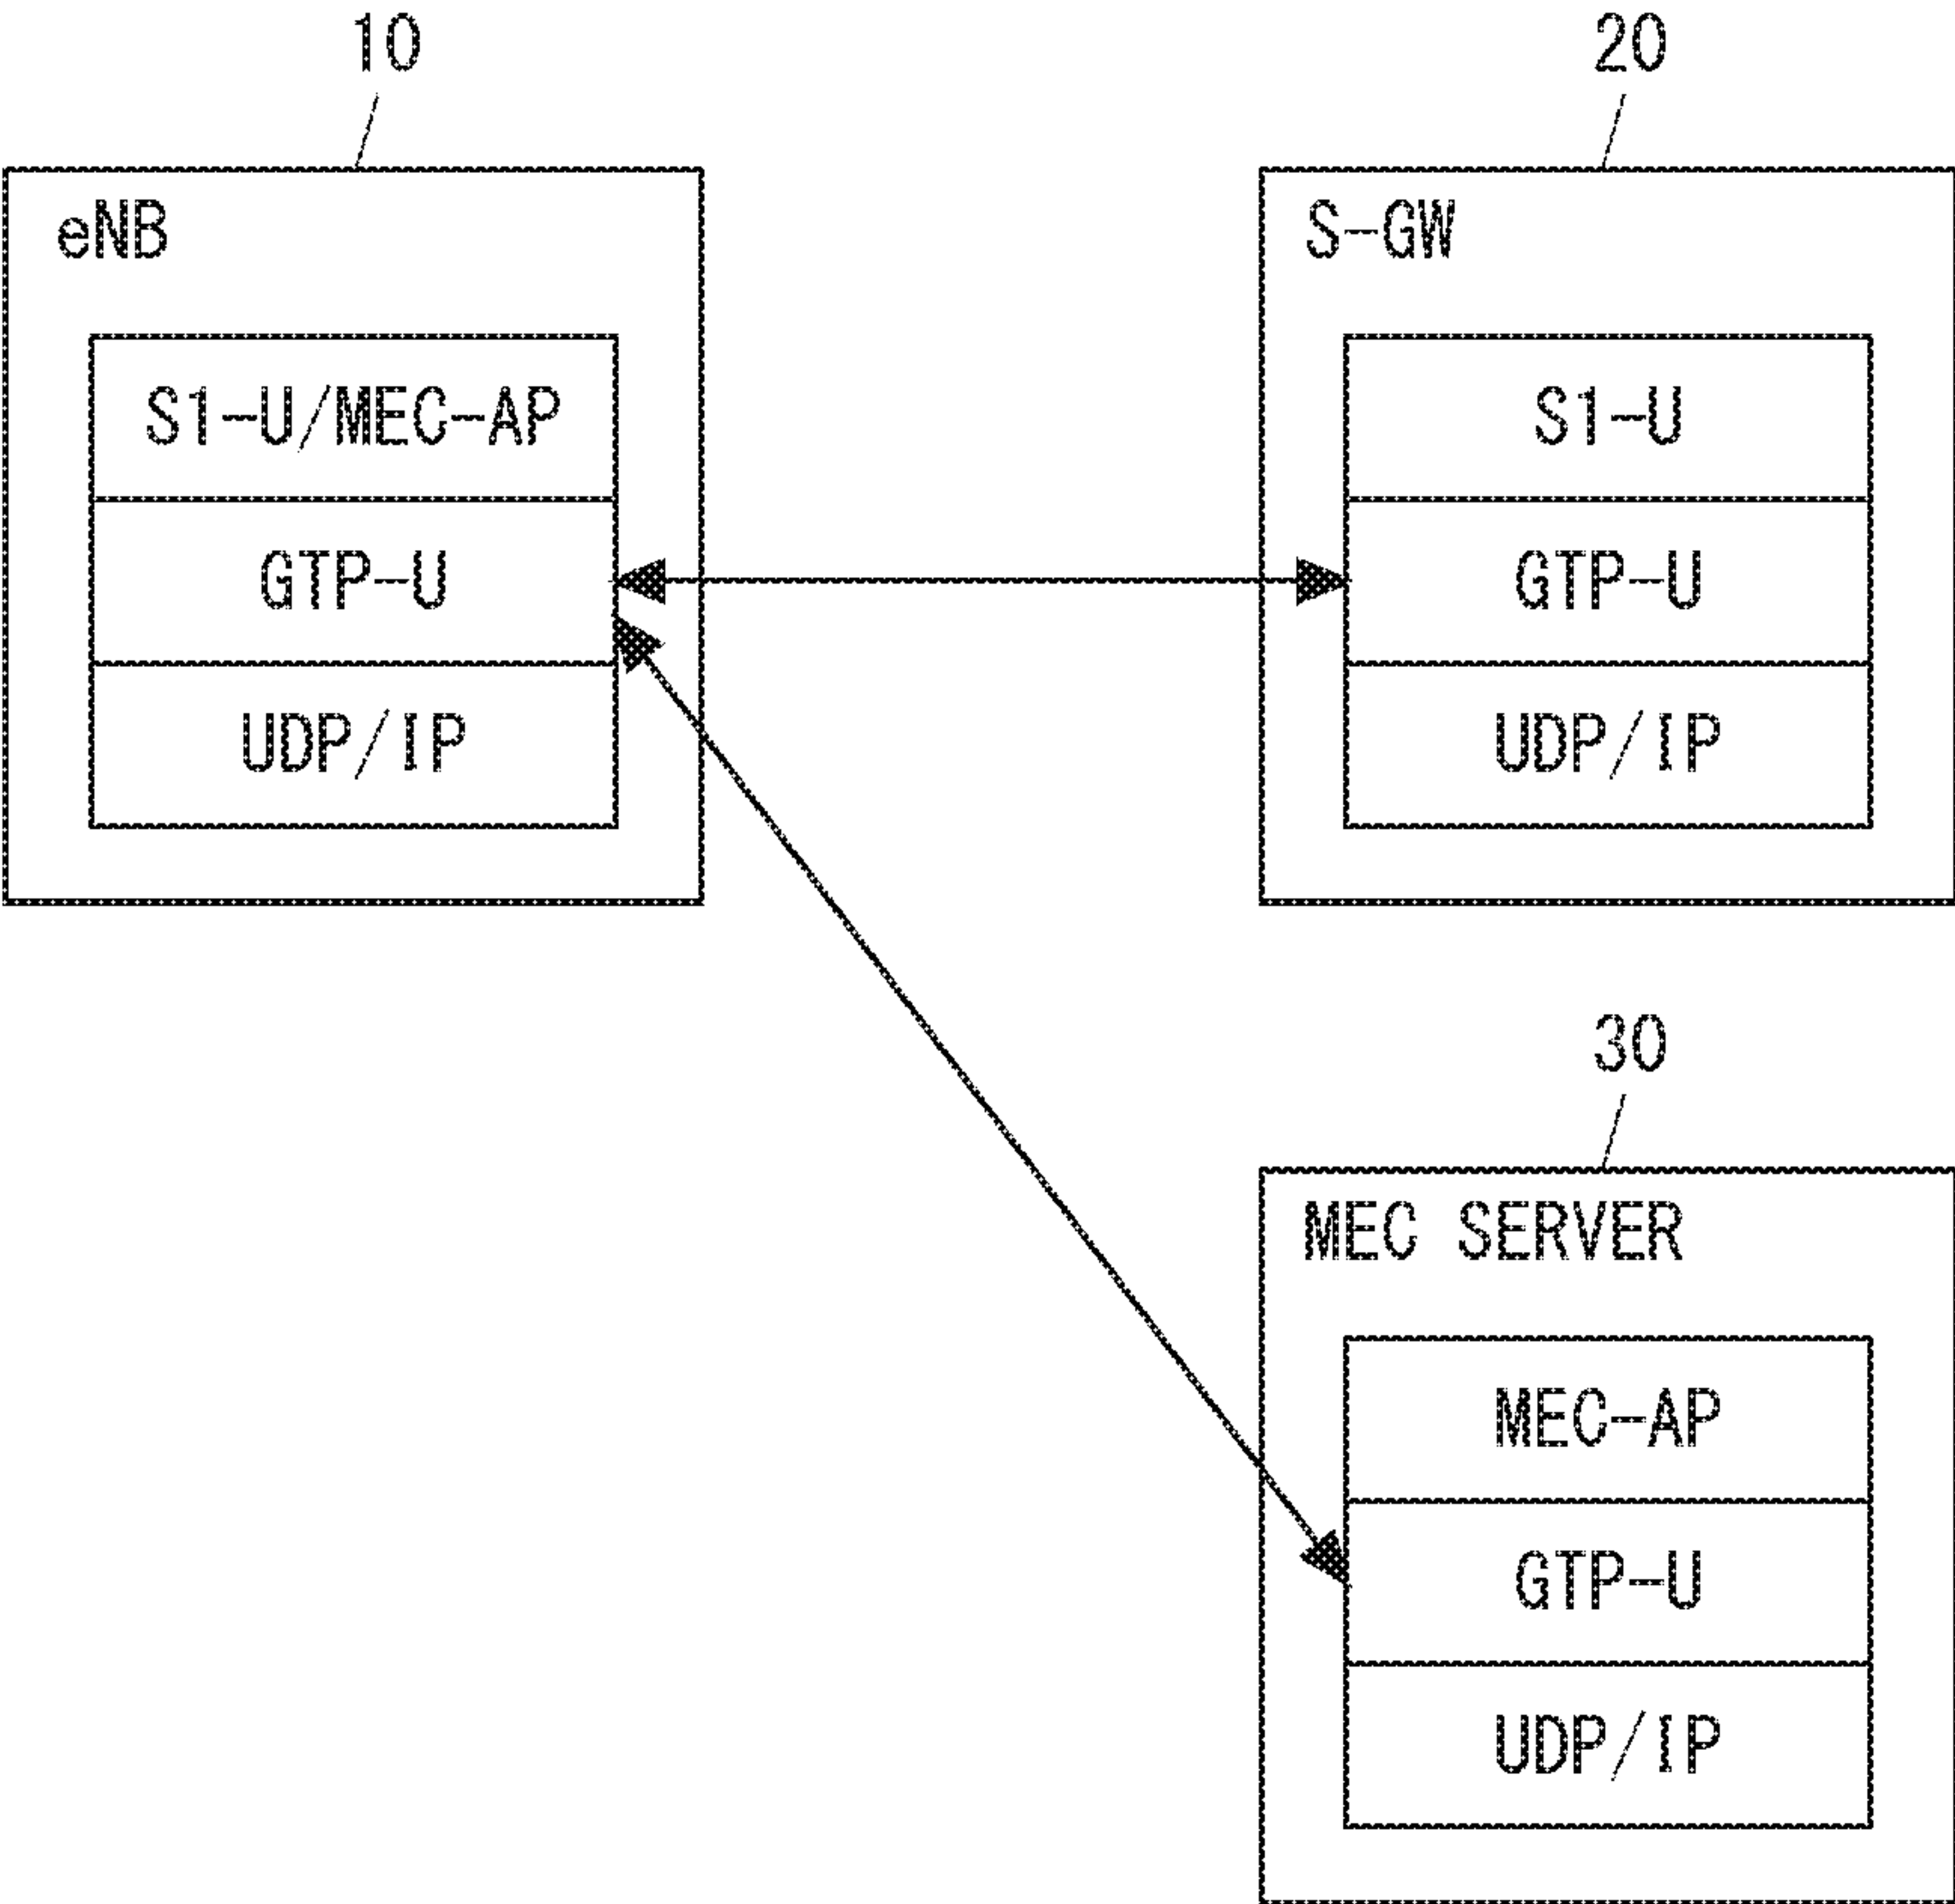 10
eNB
S1-U/MEC-AP
GTP-U
UDP/IP
20
S-GW
S1-U
GTP-U
UDP/IP
30
MEC SERVER
MEC-AP
GTP-U
UDP/IP